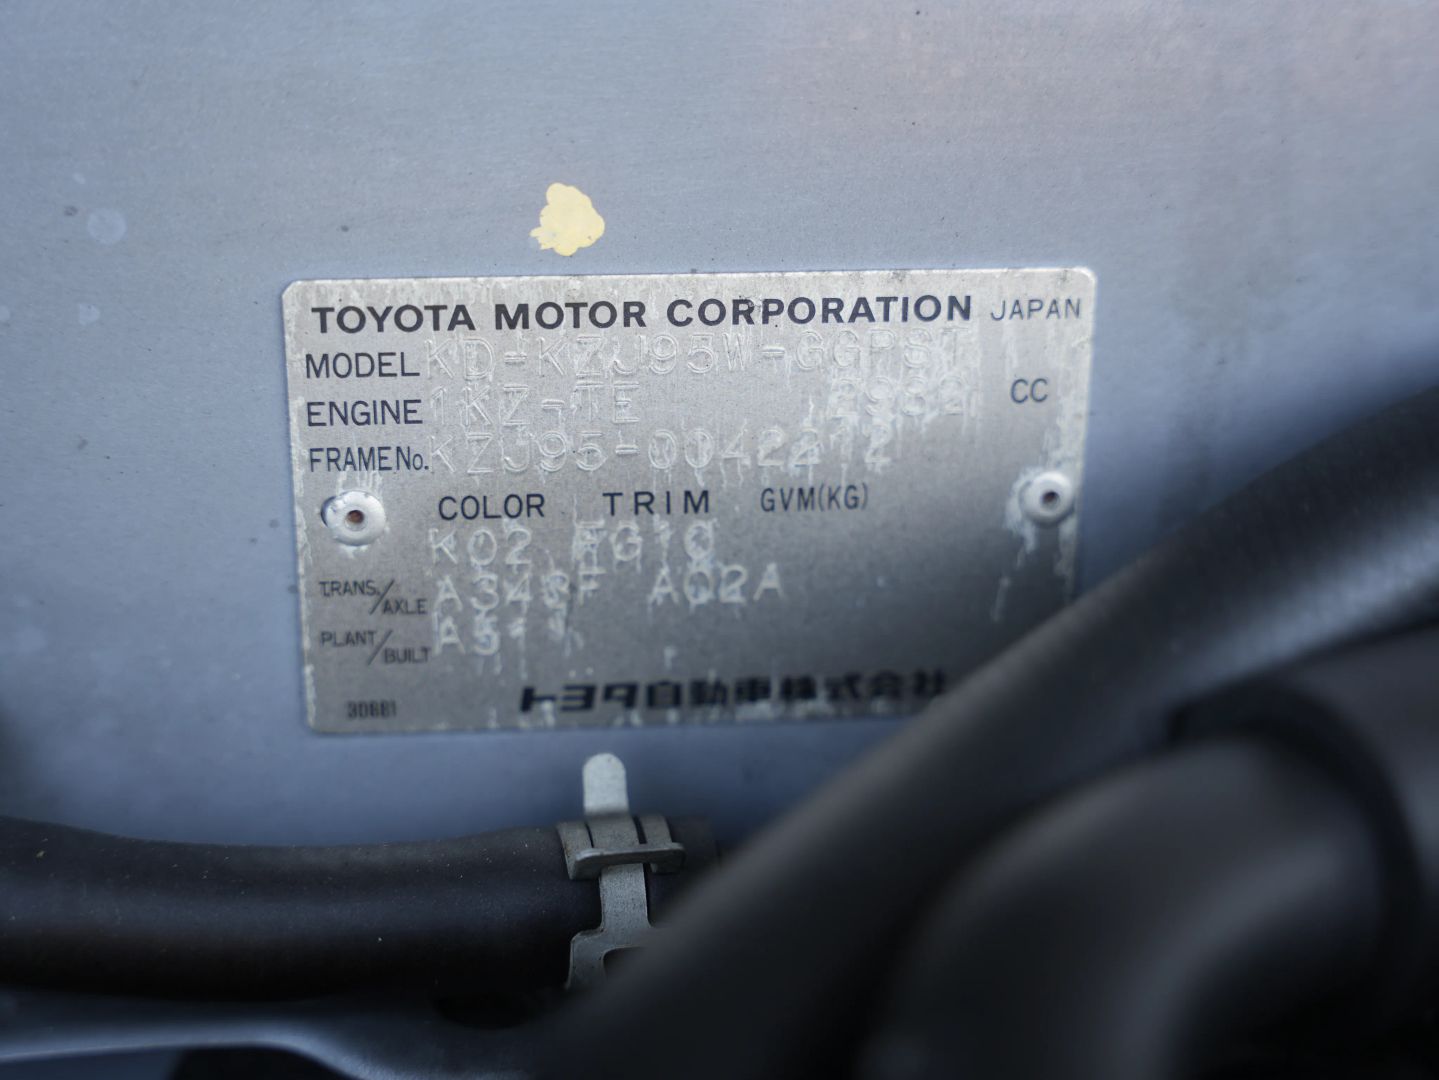 TOYOTA MOTOR CORPORATION JAPAN
MODEL KD-KZJ95W-GGPST
ENGINE 1KZ-TE 2982 CC
FRAME No. KZJ95-0042212
COLOR TRIM GVM(KG)
K02 FG10
TRANS./AXLE A343F A02A
PLANT/BUILT A511
トヨタ自動車株式会社
30681